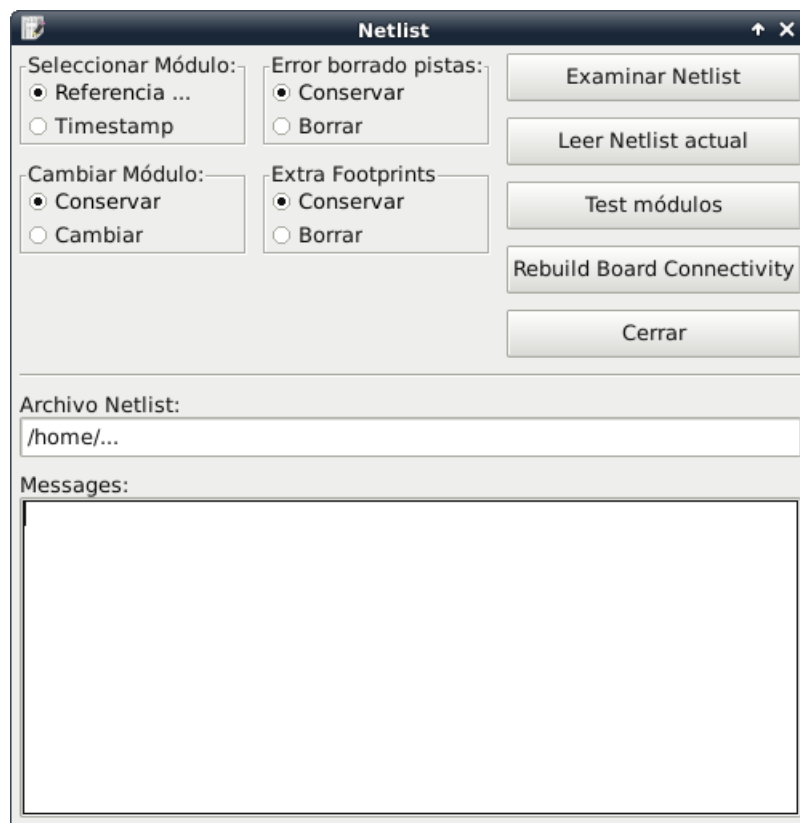 Netlist
Seleccionar Módulo:
Referencia ...
Timestamp
Error borrado pistas:
Conservar
Borrar
Cambiar Módulo:
Conservar
Cambiar
Extra Footprints
Conservar
Borrar
Examinar Netlist
Leer Netlist actual
Test módulos
Rebuild Board Connectivity
Cerrar
Archivo Netlist:
/home/...
Messages: